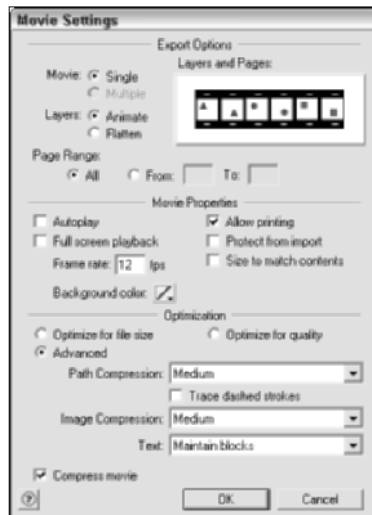 Movie Settings
Export Options
Movie: Single
Multiple
Layers: Animate
Flatten
Layers and Pages:
Page Range:
All From: To:
Movie Properties
Autoplay
Allow printing
Full screen playback
Protect from import
Frame rate: 12 fps
Size to match contents
Background color:
Optimization
Optimize for file size
Optimize for quality
Advanced
Path Compression: Medium
Trace dashed strokes
Image Compression: Medium
Text: Maintain blocks
Compress movie
? OK Cancel